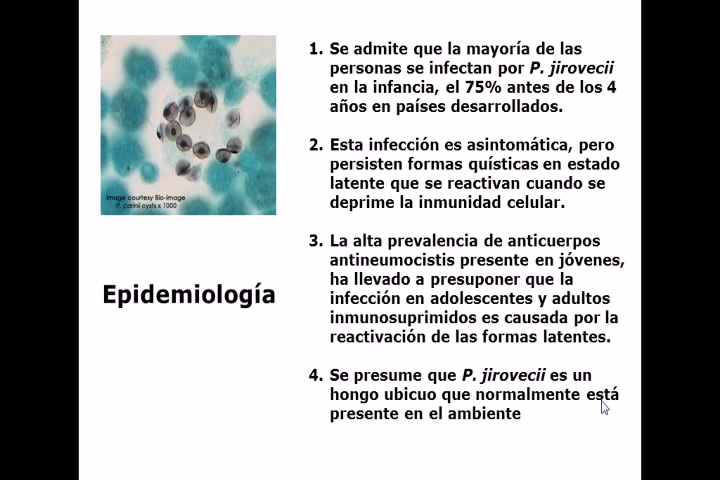 image courtesy Bio-image
P. carinii cysts x 1000
Epidemiología
1. Se admite que la mayoría de las
personas se infectan por P. jirovecii
en la infancia, el 75% antes de los 4
años en países desarrollados.
2. Esta infección es asintomática, pero
persisten formas quísticas en estado
latente que se reactivan cuando se
deprime la inmunidad celular.
3. La alta prevalencia de anticuerpos
antineumocistis presente en jóvenes,
ha llevado a presuponer que la
infección en adolescentes y adultos
inmunosuprimidos es causada por la
reactivación de las formas latentes.
4. Se presume que P. jirovecii es un
hongo ubicuo que normalmente está
presente en el ambiente